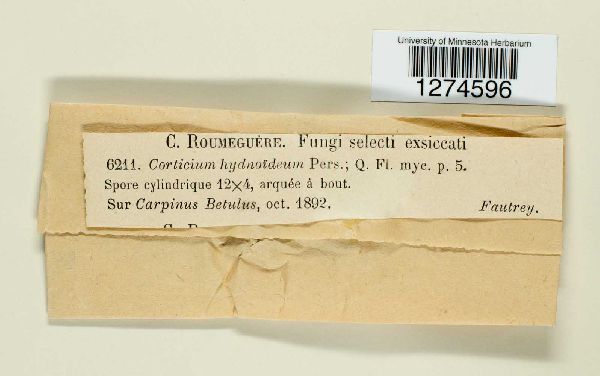 University of Minnesota Herbarium
1274596
C. ROUMEGUÈRE. Fungi selecti exsiccati
6211. Corticium hydnoïdeum Pers.; Q. Fl. myc. p. 5.
Spore cylindrique 12×4, arquée à bout.
Sur Carpinus Betulus, oct. 1892. Fautrey.